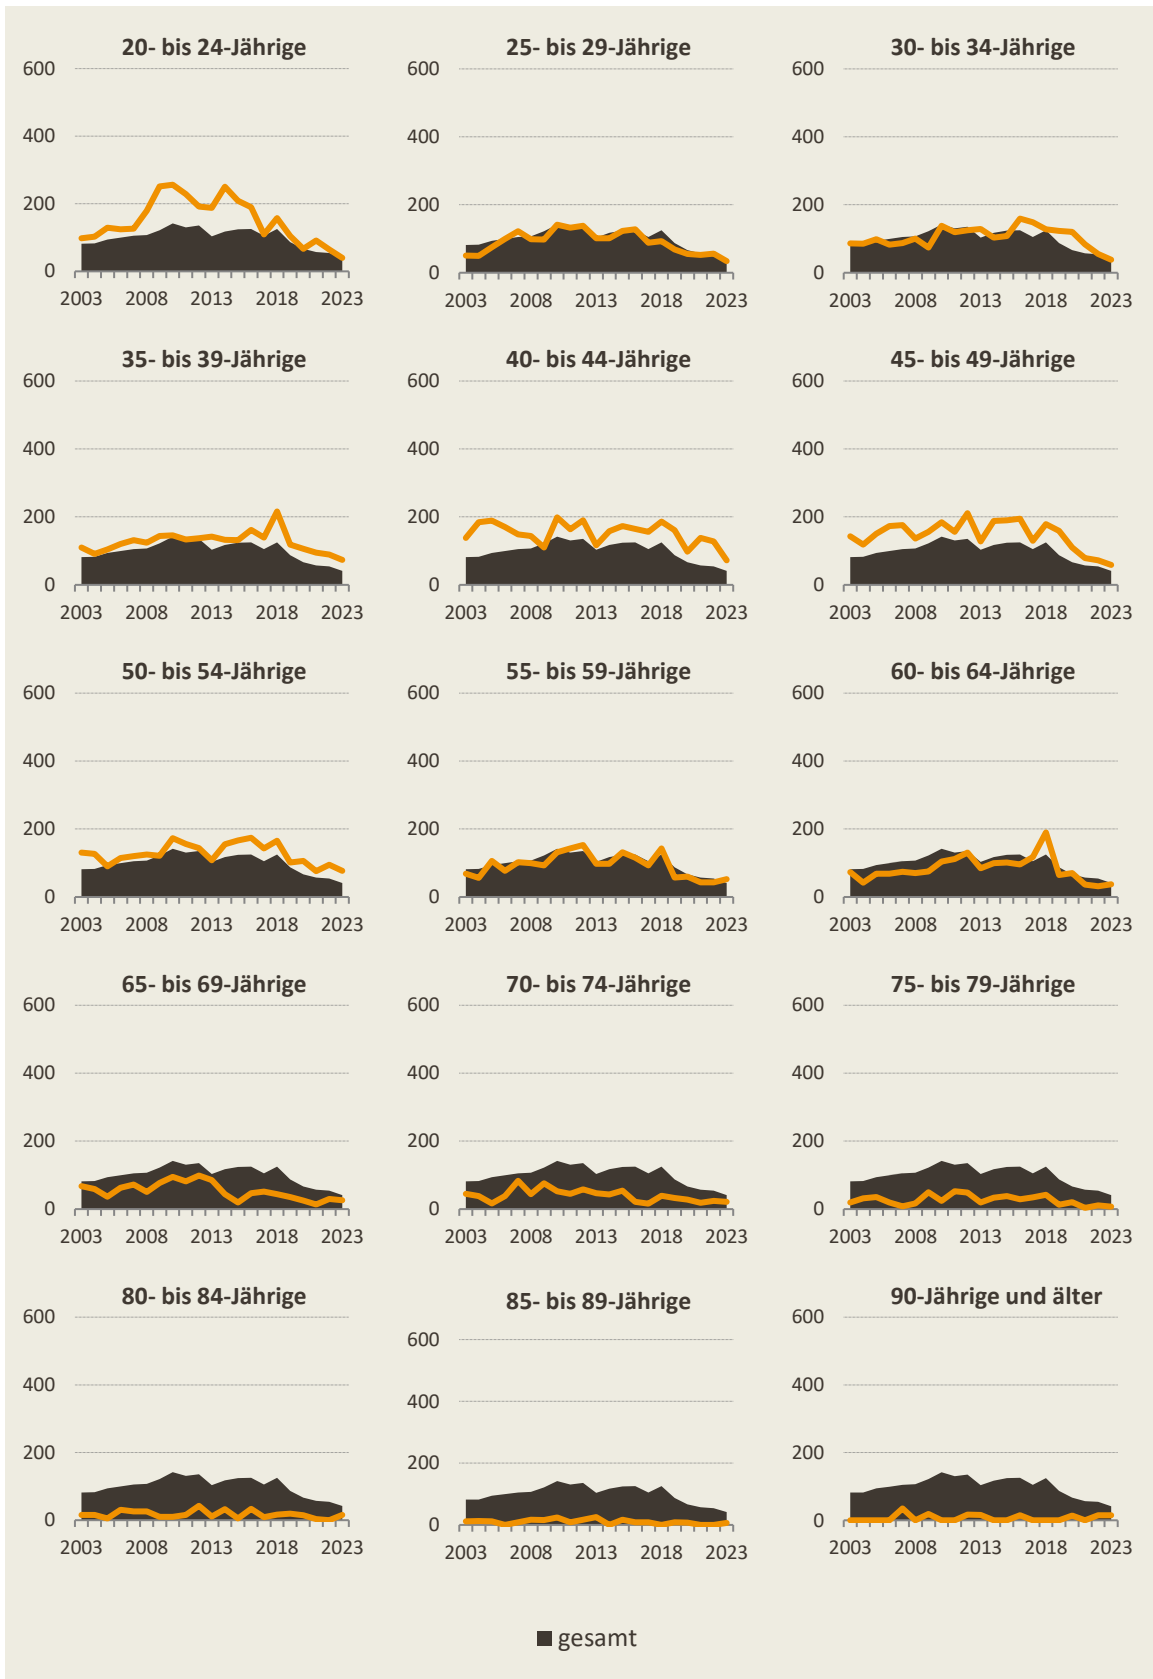 20- bis 24-Jährige 25- bis 29-Jährige 30- bis 34-Jährige
600 600 600
400 400 400
200 200 200
0 0 0
2003 2008 2013 2018 2023 2003 2008 2013 2018 2023 2003 2008 2013 2018 2023
35- bis 39-Jährige 40- bis 44-Jährige 45- bis 49-Jährige
600 600 600
400 400 400
200 200 200
0 0 0
2003 2008 2013 2018 2023 2003 2008 2013 2018 2023 2003 2008 2013 2018 2023
50- bis 54-Jährige 55- bis 59-Jährige 60- bis 64-Jährige
600 600 600
400 400 400
200 200 200
0 0 0
2003 2008 2013 2018 2023 2003 2008 2013 2018 2023 2003 2008 2013 2018 2023
65- bis 69-Jährige 70- bis 74-Jährige 75- bis 79-Jährige
600 600 600
400 400 400
200 200 200
0 0 0
2003 2008 2013 2018 2023 2003 2008 2013 2018 2023 2003 2008 2013 2018 2023
80- bis 84-Jährige 85- bis 89-Jährige 90-Jährige und älter
600 600 600
400 400 400
200 200 200
0 0 0
2003 2008 2013 2018 2023 2003 2008 2013 2018 2023 2003 2008 2013 2018 2023
gesamt